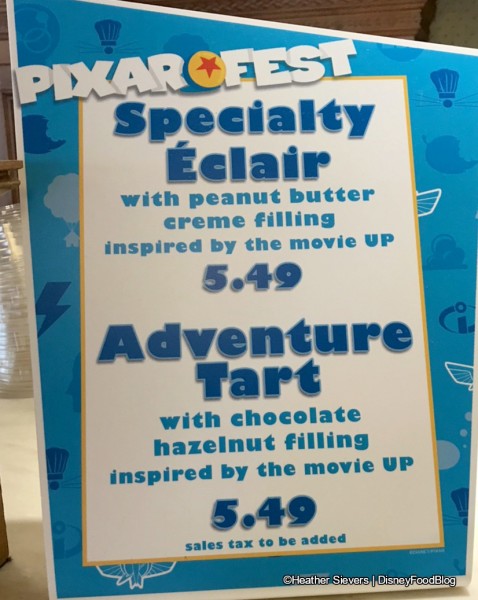 PIXAR FEST
Specialty
Éclair
with peanut butter
creme filling
inspired by the movie UP
5.49
Adventure
Tart
with chocolate
hazelnut filling
inspired by the movie UP
5.49
sales tax to be added
©Heather Sievers | DisneyFoodBlog